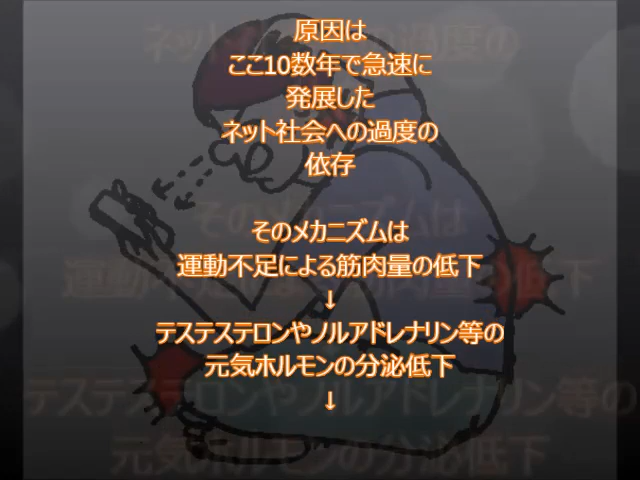 原因は
ここ10数年で急速に
発展した
ネット社会への過度の
依存
そのメカニズムは
運動不足による筋肉量の低下
↓
テステステロンやノルアドレナリン等の
元気ホルモンの分泌低下
↓